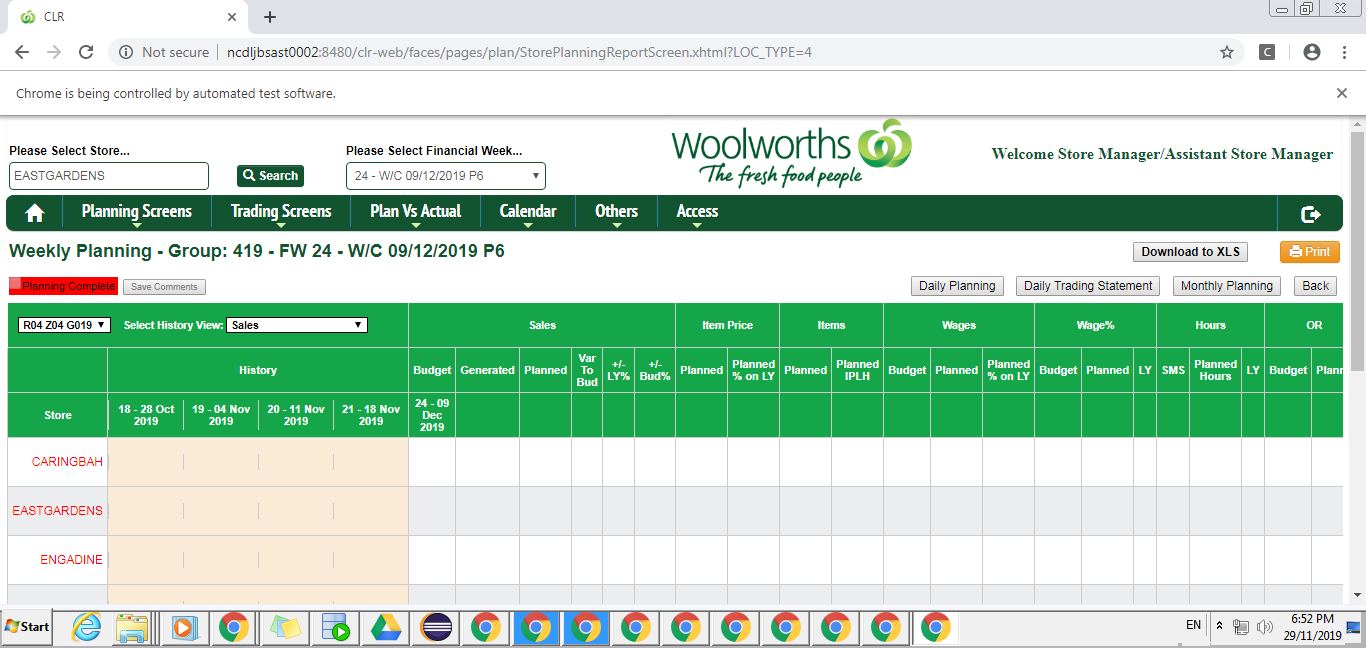 CLR
Not secure
ncdljbsast0002:8480/clr-web/faces/pages/plan/StorePlanningReportScreen.xhtml?LOC_TYPE=4
C
Chrome is being controlled by automated test software.
Please Select Store...
Please Select Financial Week...
EASTGARDENS
Search
24 - W/C 09/12/2019 P6
Woolworths
The fresh food people
Welcome Store Manager/Assistant Store Manager
Planning Screens
Trading Screens
Plan Vs Actual
Calendar
Others
Access
Weekly Planning - Group: 419 - FW 24 - W/C 09/12/2019 P6
Download to XLS
Print
Planning Complete
Save Comments
Daily Planning
Daily Trading Statement
Monthly Planning
Back
R04 Z04 G019
Select History View:
Sales
Sales
Item Price
Items
Wages
Wage%
Hours
OR
History
Budget
Generated
Planned
Var To Bud
+/- LY%
+/- Bud%
Planned
Planned % on LY
Planned
Planned IPLH
Budget
Planned
Planned % on LY
Budget
Planned
LY
SMS
Planned Hours
LY
Budget
Plann
Store
18 - 28 Oct 2019
19 - 04 Nov 2019
20 - 11 Nov 2019
21 - 18 Nov 2019
24 - 09 Dec 2019
CARINGBAH
EASTGARDENS
ENGADINE
Start
EN
6:52 PM
29/11/2019